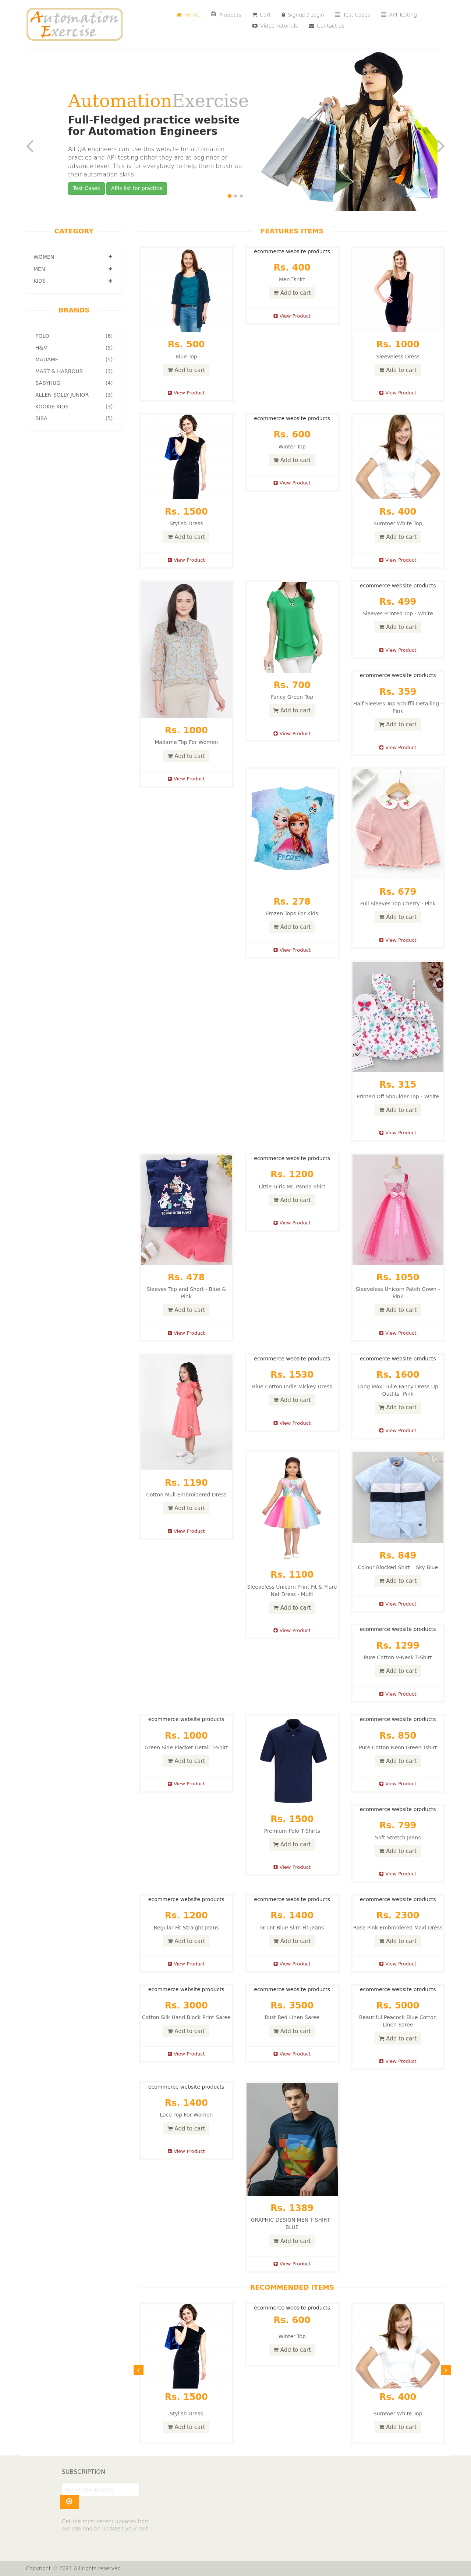 Automation
Exercise
Home
Products
Cart
Signup / Login
Test Cases
API Testing
Video Tutorials
Contact us
AutomationExercise
Full-Fledged practice website
for Automation Engineers
All QA engineers can use this website for automation
practice and API testing either they are at beginner or
advance level. This is for everybody to help them brush up
their automation skills.
Test Cases
APIs list for practice
CATEGORY
WOMEN
MEN
KIDS
BRANDS
POLO (6)
H&M (5)
MADAME (5)
MAST & HARBOUR (3)
BABYHUG (4)
ALLEN SOLLY JUNIOR (3)
KOOKIE KIDS (3)
BIBA (5)
FEATURES ITEMS
Rs. 500
Blue Top
Add to cart
View Product
ecommerce website products
Rs. 400
Men Tshirt
Add to cart
View Product
Rs. 1000
Sleeveless Dress
Add to cart
View Product
Rs. 1500
Stylish Dress
Add to cart
View Product
ecommerce website products
Rs. 600
Winter Top
Add to cart
View Product
Rs. 400
Summer White Top
Add to cart
View Product
Rs. 1000
Madame Top For Women
Add to cart
View Product
Rs. 700
Fancy Green Top
Add to cart
View Product
ecommerce website products
Rs. 499
Sleeves Printed Top - White
Add to cart
View Product
ecommerce website products
Rs. 359
Half Sleeves Top Schiffli Detailing -
Pink
Add to cart
View Product
FROZEN
Rs. 278
Frozen Tops For Kids
Add to cart
View Product
Rs. 679
Full Sleeves Top Cherry - Pink
Add to cart
View Product
Rs. 315
Printed Off Shoulder Top - White
Add to cart
View Product
Rs. 478
Sleeves Top and Short - Blue &
Pink
Add to cart
View Product
ecommerce website products
Rs. 1200
Little Girls Mr. Panda Shirt
Add to cart
View Product
Rs. 1050
Sleeveless Unicorn Patch Gown -
Pink
Add to cart
View Product
Rs. 1190
Cotton Mull Embroidered Dress
Add to cart
View Product
ecommerce website products
Rs. 1530
Blue Cotton Indie Mickey Dress
Add to cart
View Product
ecommerce website products
Rs. 1600
Long Maxi Tulle Fancy Dress Up
Outfits -Pink
Add to cart
View Product
Rs. 1100
Sleeveless Unicorn Print Fit & Flare
Net Dress - Multi
Add to cart
View Product
Rs. 849
Colour Blocked Shirt – Sky Blue
Add to cart
View Product
ecommerce website products
Rs. 1299
Pure Cotton V-Neck T-Shirt
Add to cart
View Product
ecommerce website products
Rs. 1000
Green Side Placket Detail T-Shirt
Add to cart
View Product
Rs. 1500
Premium Polo T-Shirts
Add to cart
View Product
ecommerce website products
Rs. 850
Pure Cotton Neon Green Tshirt
Add to cart
View Product
ecommerce website products
Rs. 799
Soft Stretch Jeans
Add to cart
View Product
ecommerce website products
Rs. 1200
Regular Fit Straight Jeans
Add to cart
View Product
ecommerce website products
Rs. 1400
Grunt Blue Slim Fit Jeans
Add to cart
View Product
ecommerce website products
Rs. 2300
Rose Pink Embroidered Maxi Dress
Add to cart
View Product
ecommerce website products
Rs. 3000
Cotton Silk Hand Block Print Saree
Add to cart
View Product
ecommerce website products
Rs. 3500
Rust Red Linen Saree
Add to cart
View Product
ecommerce website products
Rs. 5000
Beautiful Peacock Blue Cotton
Linen Saree
Add to cart
View Product
ecommerce website products
Rs. 1400
Lace Top For Women
Add to cart
View Product
Rs. 1389
GRAPHIC DESIGN MEN T SHIRT -
BLUE
Add to cart
View Product
RECOMMENDED ITEMS
Rs. 1500
Stylish Dress
Add to cart
ecommerce website products
Rs. 600
Winter Top
Add to cart
Rs. 400
Summer White Top
Add to cart
SUBSCRIPTION
Your email address
Get the most recent updates from
our site and be updated your self...
Copyright © 2021 All rights reserved